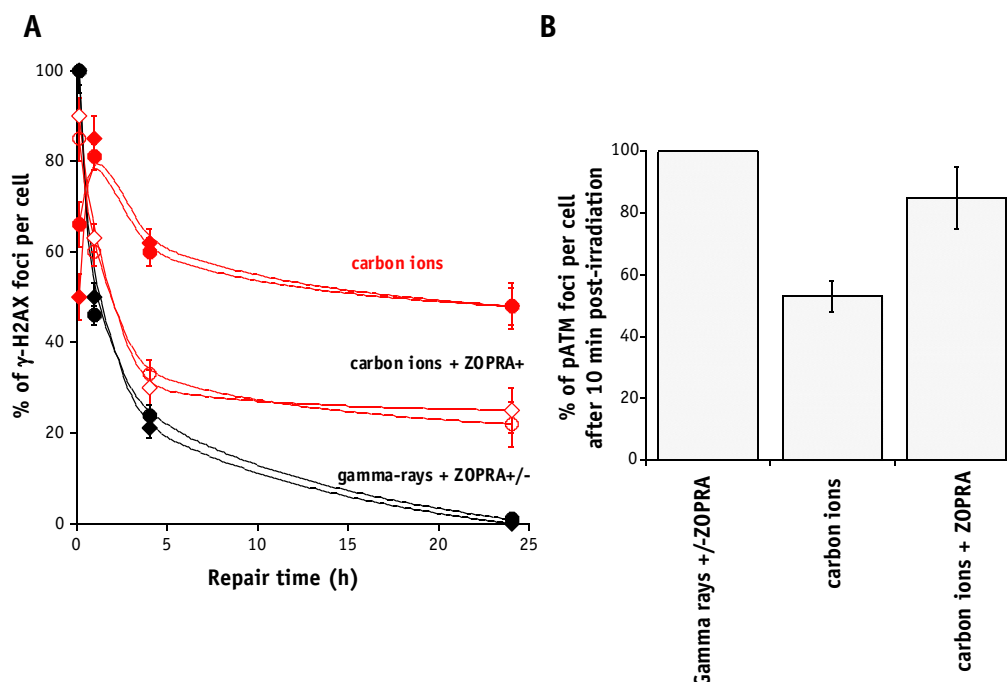 A
% of γ-H2AX foci per cell
100
80
60
40
20
0
0
5
10
15
20
25
Repair time (h)
carbon ions
carbon ions + ZOPRA+
gamma-rays + ZOPRA+/-
B
% of pATM foci per cell
after 10 min post-irradiation
100
80
60
40
20
0
Gamma rays +/-ZOPRA
carbon ions
carbon ions + ZOPRA